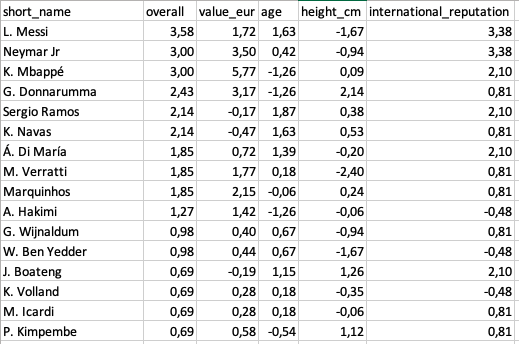 short_name overall value_eur age height_cm international_reputation
L. Messi 3,58 1,72 1,63 -1,67 3,38
Neymar Jr 3,00 3,50 0,42 -0,94 3,38
K. Mbappé 3,00 5,77 -1,26 0,09 2,10
G. Donnarumma 2,43 3,17 -1,26 2,14 0,81
Sergio Ramos 2,14 -0,17 1,87 0,38 2,10
K. Navas 2,14 -0,47 1,63 0,53 0,81
Á. Di María 1,85 0,72 1,39 -0,20 2,10
M. Verratti 1,85 1,77 0,18 -2,40 0,81
Marquinhos 1,85 2,15 -0,06 0,24 0,81
A. Hakimi 1,27 1,42 -1,26 -0,06 -0,48
G. Wijnaldum 0,98 0,40 0,67 -0,94 0,81
W. Ben Yedder 0,98 0,44 0,67 -1,67 -0,48
J. Boateng 0,69 -0,19 1,15 1,26 2,10
K. Volland 0,69 0,28 0,18 -0,35 -0,48
M. Icardi 0,69 0,28 0,18 -0,06 0,81
P. Kimpembe 0,69 0,58 -0,54 1,12 0,81